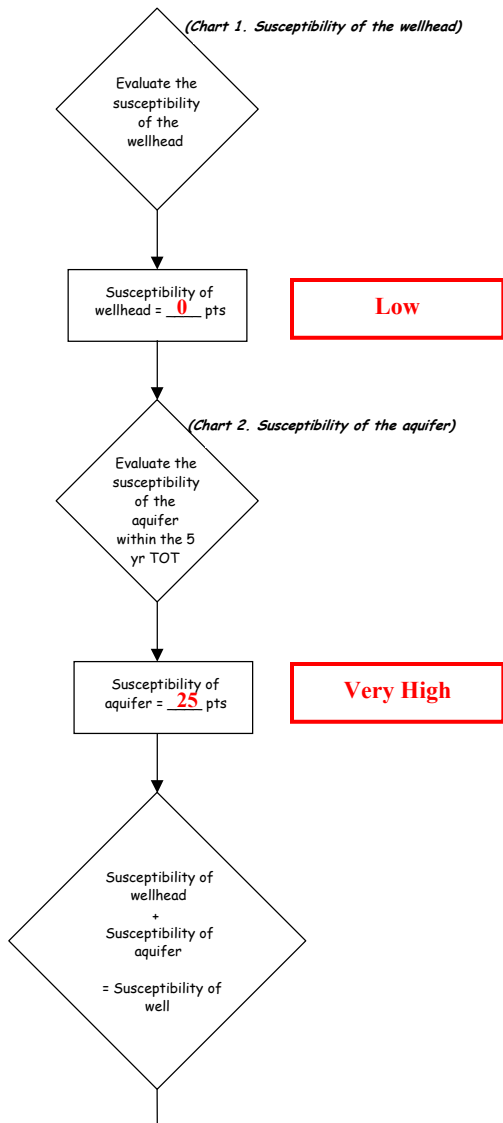 (Chart 1. Susceptibility of the wellhead)
Evaluate the
susceptibility
of the
wellhead
Susceptibility of
wellhead = __0__ pts
Low
(Chart 2. Susceptibility of the aquifer)
Evaluate the
susceptibility
of the
aquifer
within the 5
yr TOT
Susceptibility of
aquifer = __25__ pts
Very High
Susceptibility of
wellhead
+
Susceptibility of
aquifer
= Susceptibility of
well